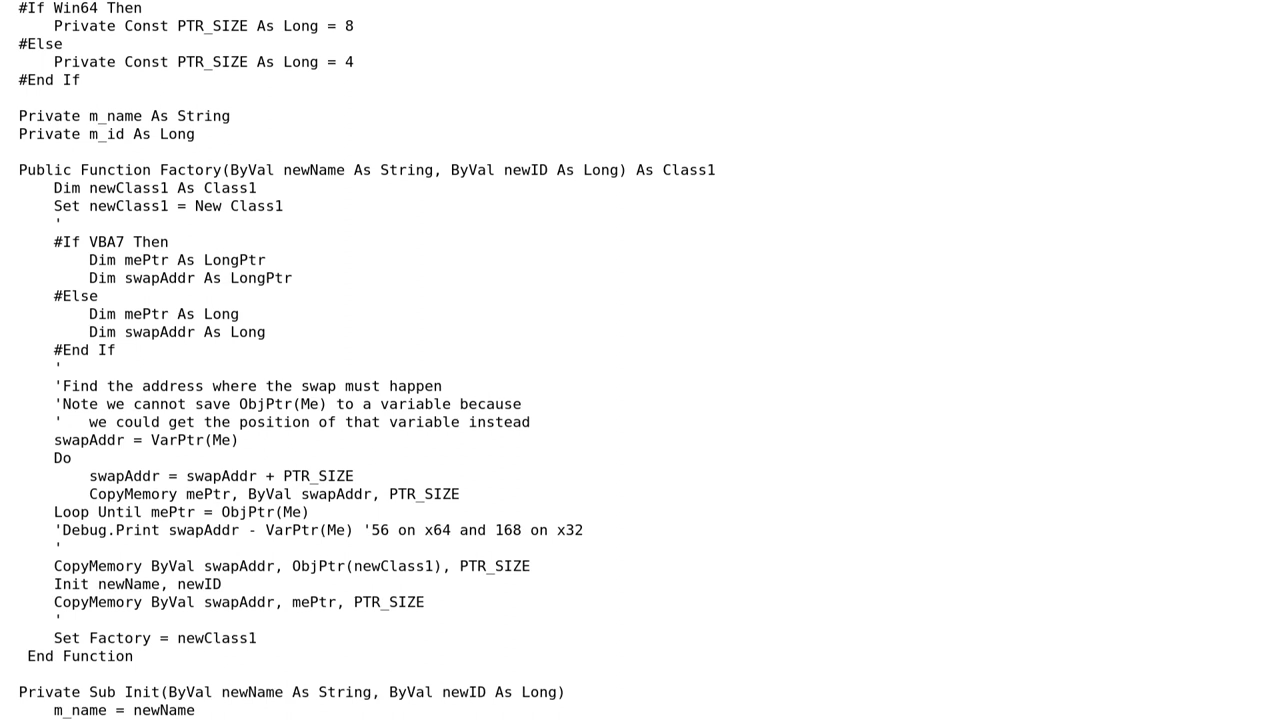 #If Win64 Then
    Private Const PTR_SIZE As Long = 8
#Else
    Private Const PTR_SIZE As Long = 4
#End If

Private m_name As String
Private m_id As Long

Public Function Factory(ByVal newName As String, ByVal newID As Long) As Class1
    Dim newClass1 As Class1
    Set newClass1 = New Class1
    '
    #If VBA7 Then
        Dim mePtr As LongPtr
        Dim swapAddr As LongPtr
    #Else
        Dim mePtr As Long
        Dim swapAddr As Long
    #End If
    '
    'Find the address where the swap must happen
    'Note we cannot save ObjPtr(Me) to a variable because
    '   we could get the position of that variable instead
    swapAddr = VarPtr(Me)
    Do
        swapAddr = swapAddr + PTR_SIZE
        CopyMemory mePtr, ByVal swapAddr, PTR_SIZE
    Loop Until mePtr = ObjPtr(Me)
    'Debug.Print swapAddr - VarPtr(Me) '56 on x64 and 168 on x32
    '
    CopyMemory ByVal swapAddr, ObjPtr(newClass1), PTR_SIZE
    Init newName, newID
    CopyMemory ByVal swapAddr, mePtr, PTR_SIZE
    '
    Set Factory = newClass1
 End Function

Private Sub Init(ByVal newName As String, ByVal newID As Long)
    m_name = newName